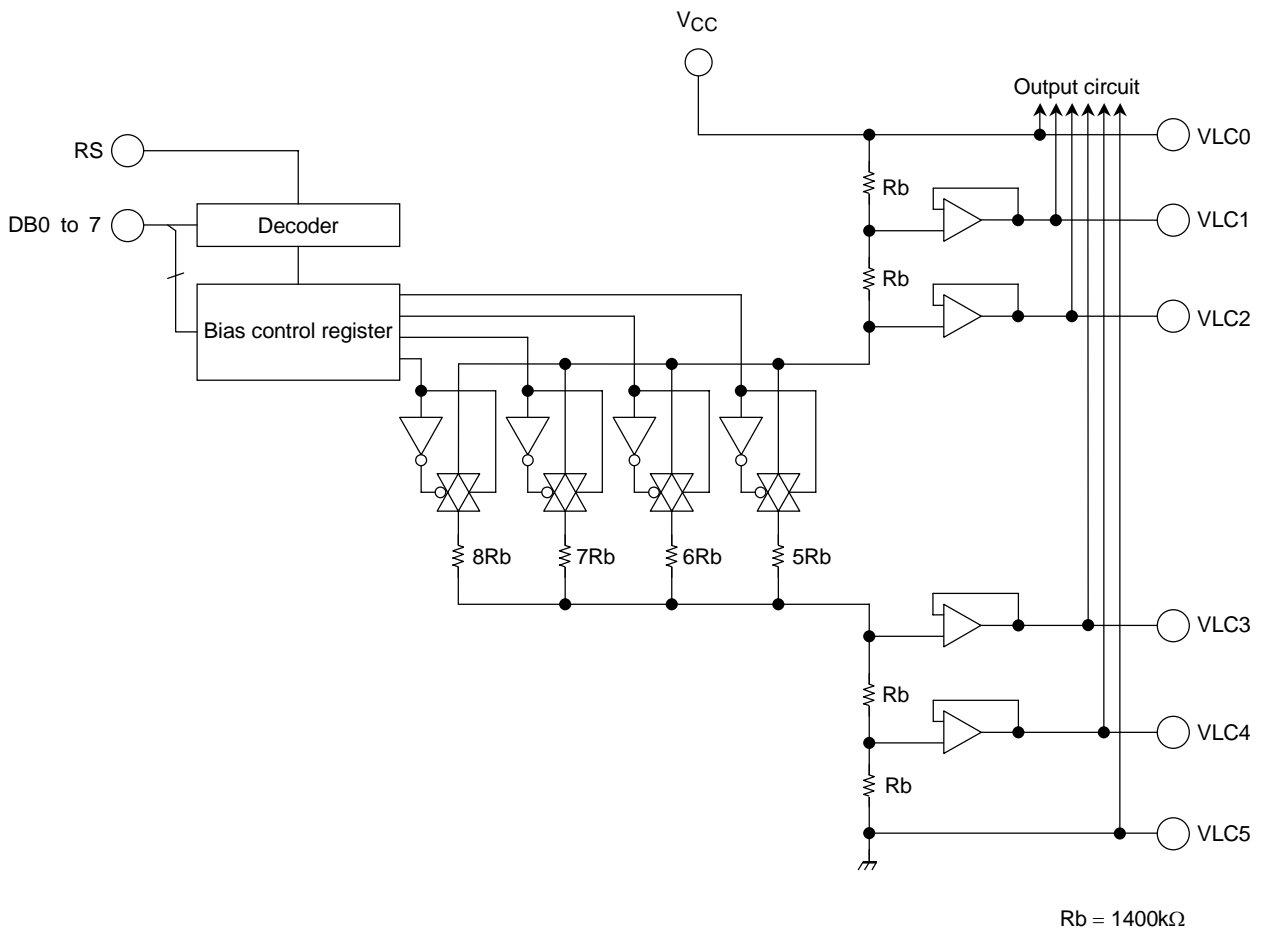 VCC
Output circuit
RS
VLC0
Rb
DB0 to 7
Decoder
VLC1
Rb
Bias control register
VLC2
8Rb
7Rb
6Rb
5Rb
VLC3
Rb
VLC4
Rb
VLC5
Rb = 1400kΩ